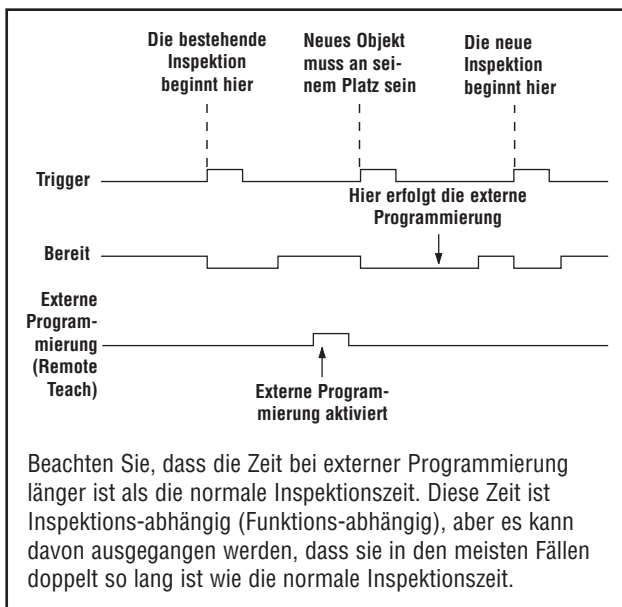 Die bestehende
Inspektion
beginnt hier
Neues Objekt
muss an sei-
nem Platz sein
Die neue
Inspektion
beginnt hier
Trigger
Hier erfolgt die externe
Programmierung
Bereit
Externe
Program-
mierung
(Remote
Teach)
Externe Program-
mierung aktiviert
Beachten Sie, dass die Zeit bei externer Programmierung
länger ist als die normale Inspektionszeit. Diese Zeit ist
Inspektions-abhängig (Funktions-abhängig), aber es kann
davon ausgegangen werden, dass sie in den meisten Fällen
doppelt so lang ist wie die normale Inspektionszeit.